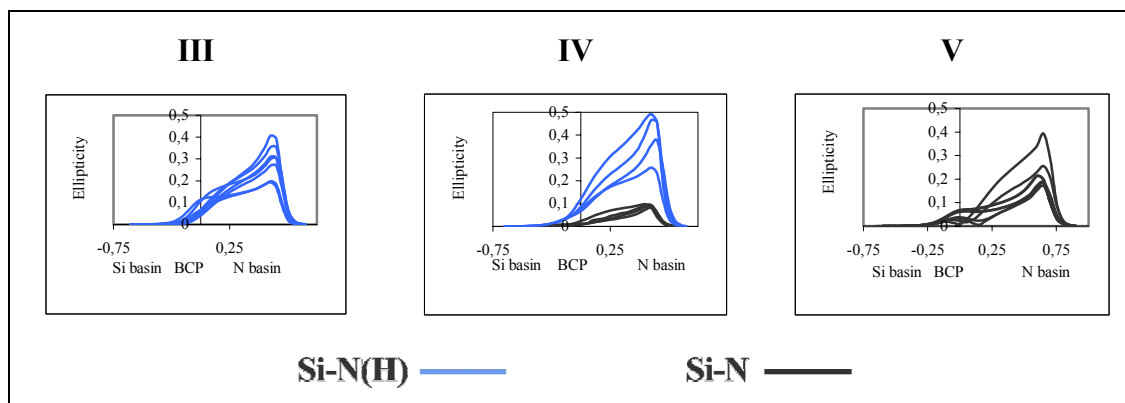 III IV V
0,5 0,5 0,5
0,4 0,4 0,4
0,3 0,3 0,3
0,2 0,2 0,2
0,1 0,1 0,1
0 0 0
Ellipticity Ellipticity Ellipticity
-0,75 0,25 -0,75 0,25 -0,75 -0,25 0,25 0,75
Si basin BCP N basin Si basin BCP N basin Si basin BCP N basin
Si-N(H) Si-N